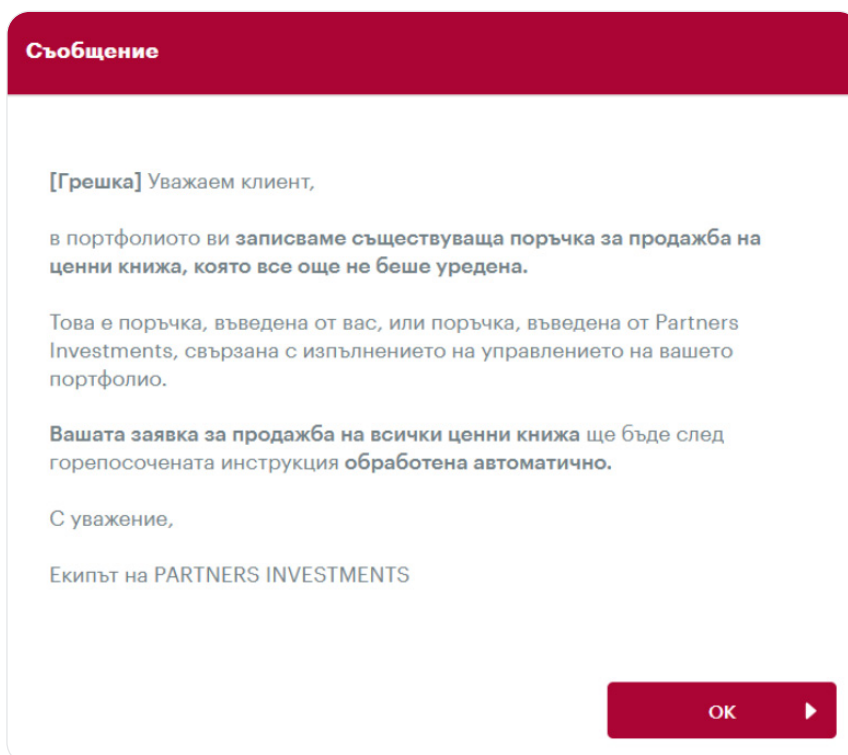 Съобщение
[Грешка] Уважаем клиент,
в портфолиото ви записваме съществуваща поръчка за продажба на
ценни книжа, която все още не беше уредена.
Това е поръчка, въведена от вас, или поръчка, въведена от Partners
Investments, свързана с изпълнението на управлението на вашето
портфолио.
Вашата заявка за продажба на всички ценни книжа ще бъде след
горепосочената инструкция обработена автоматично.
С уважение,
Екипът на PARTNERS INVESTMENTS
OK